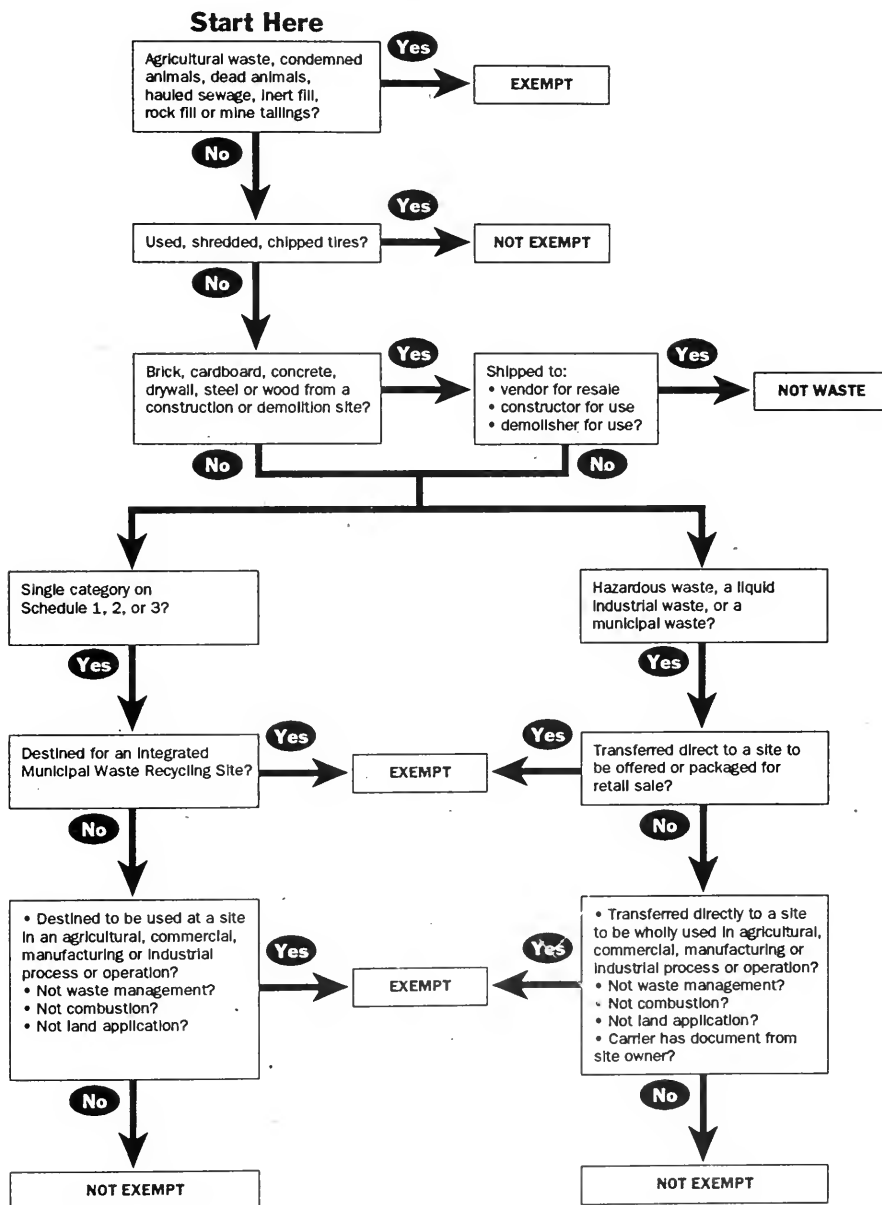 Start Here
Agricultural waste, condemned
animals, dead animals,
hauled sewage, inert fill,
rock fill or mine tailings?
Yes
EXEMPT
No
Used, shredded, chipped tires?
Yes
NOT EXEMPT
No
Brick, cardboard, concrete,
drywall, steel or wood from a
construction or demolition site?
Yes
Shipped to:
• vendor for resale
• constructor for use
• demolisher for use?
Yes
NOT WASTE
No
No
Single category on
Schedule 1, 2, or 3?
Yes
Hazardous waste, a liquid
industrial waste, or a
municipal waste?
Yes
Destined for an Integrated
Municipal Waste Recycling Site?
Yes
EXEMPT
Yes
Transferred direct to a site to
be offered or packaged for
retail sale?
No
No
• Destined to be used at a site
in an agricultural, commercial,
manufacturing or industrial
process or operation?
• Not waste management?
• Not combustion?
• Not land application?
Yes
EXEMPT
Yes
• Transferred directly to a site
to be wholly used in agricultural,
commercial, manufacturing or
industrial process or operation?
• Not waste management?
• Not combustion?
• Not land application?
• Carrier has document from
site owner?
No
No
NOT EXEMPT
NOT EXEMPT